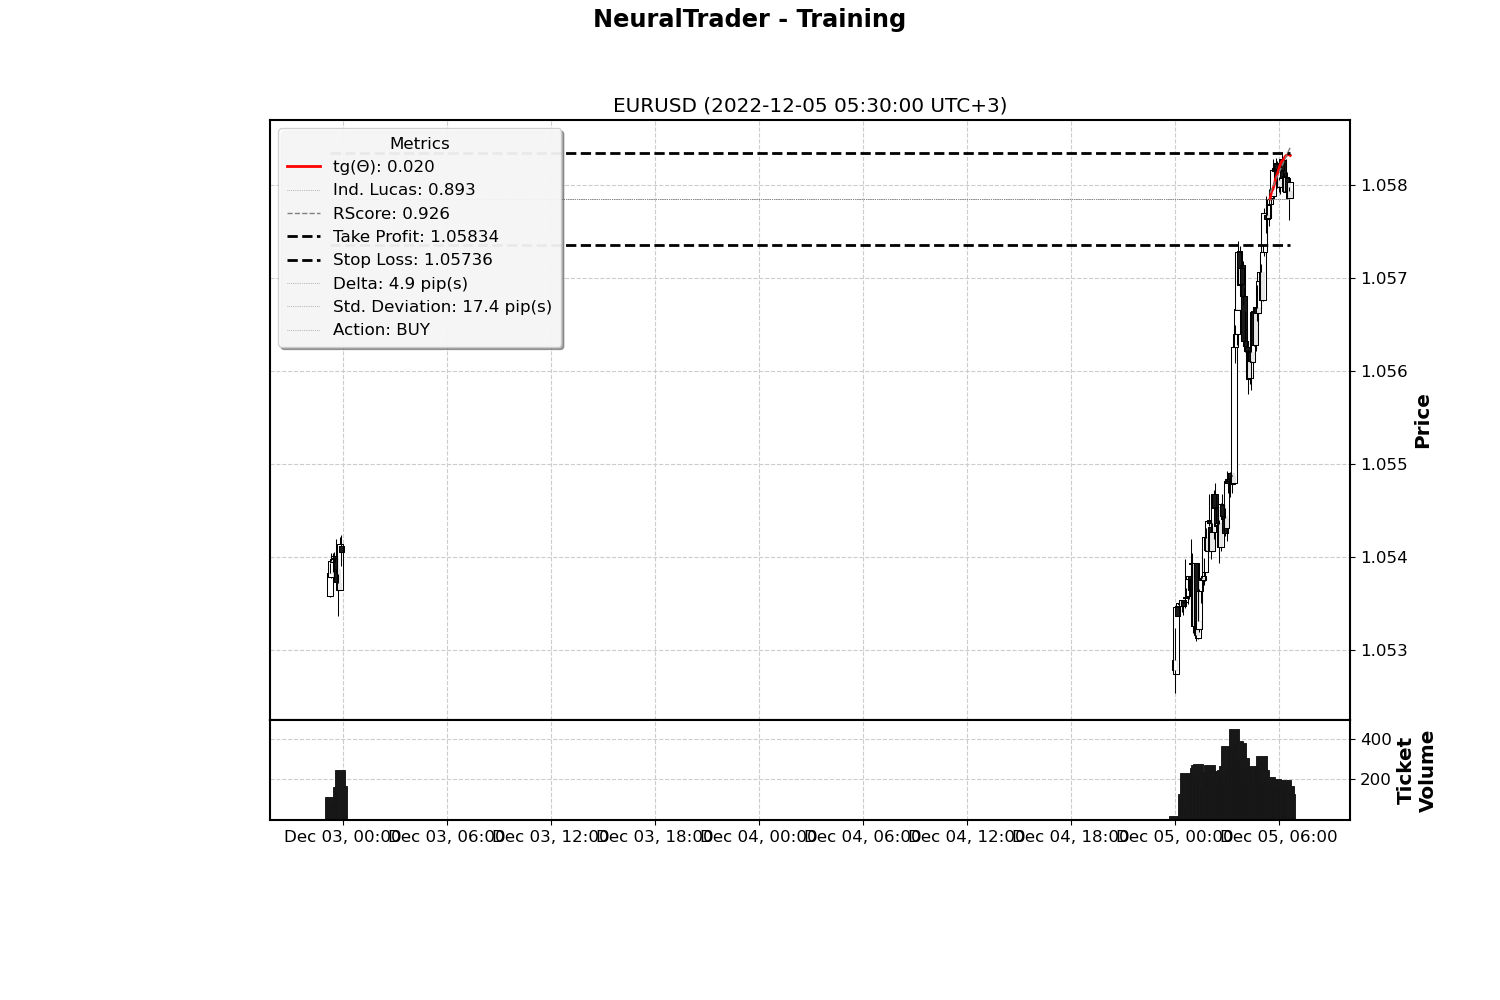 NeuralTrader - Training
EURUSD (2022-12-05 05:30:00 UTC+3)
Metrics
tg(Θ): 0.020
Ind. Lucas: 0.893
RScore: 0.926
Take Profit: 1.05834
Stop Loss: 1.05736
Delta: 4.9 pip(s)
Std. Deviation: 17.4 pip(s)
Action: BUY
1.058
1.057
1.056
1.055
1.054
1.053
Price
400
200
Ticket
Volume
Dec 03, 00:00
Dec 03, 06:00
Dec 03, 12:00
Dec 03, 18:00
Dec 04, 00:00
Dec 04, 06:00
Dec 04, 12:00
Dec 04, 18:00
Dec 05, 00:00
Dec 05, 06:00